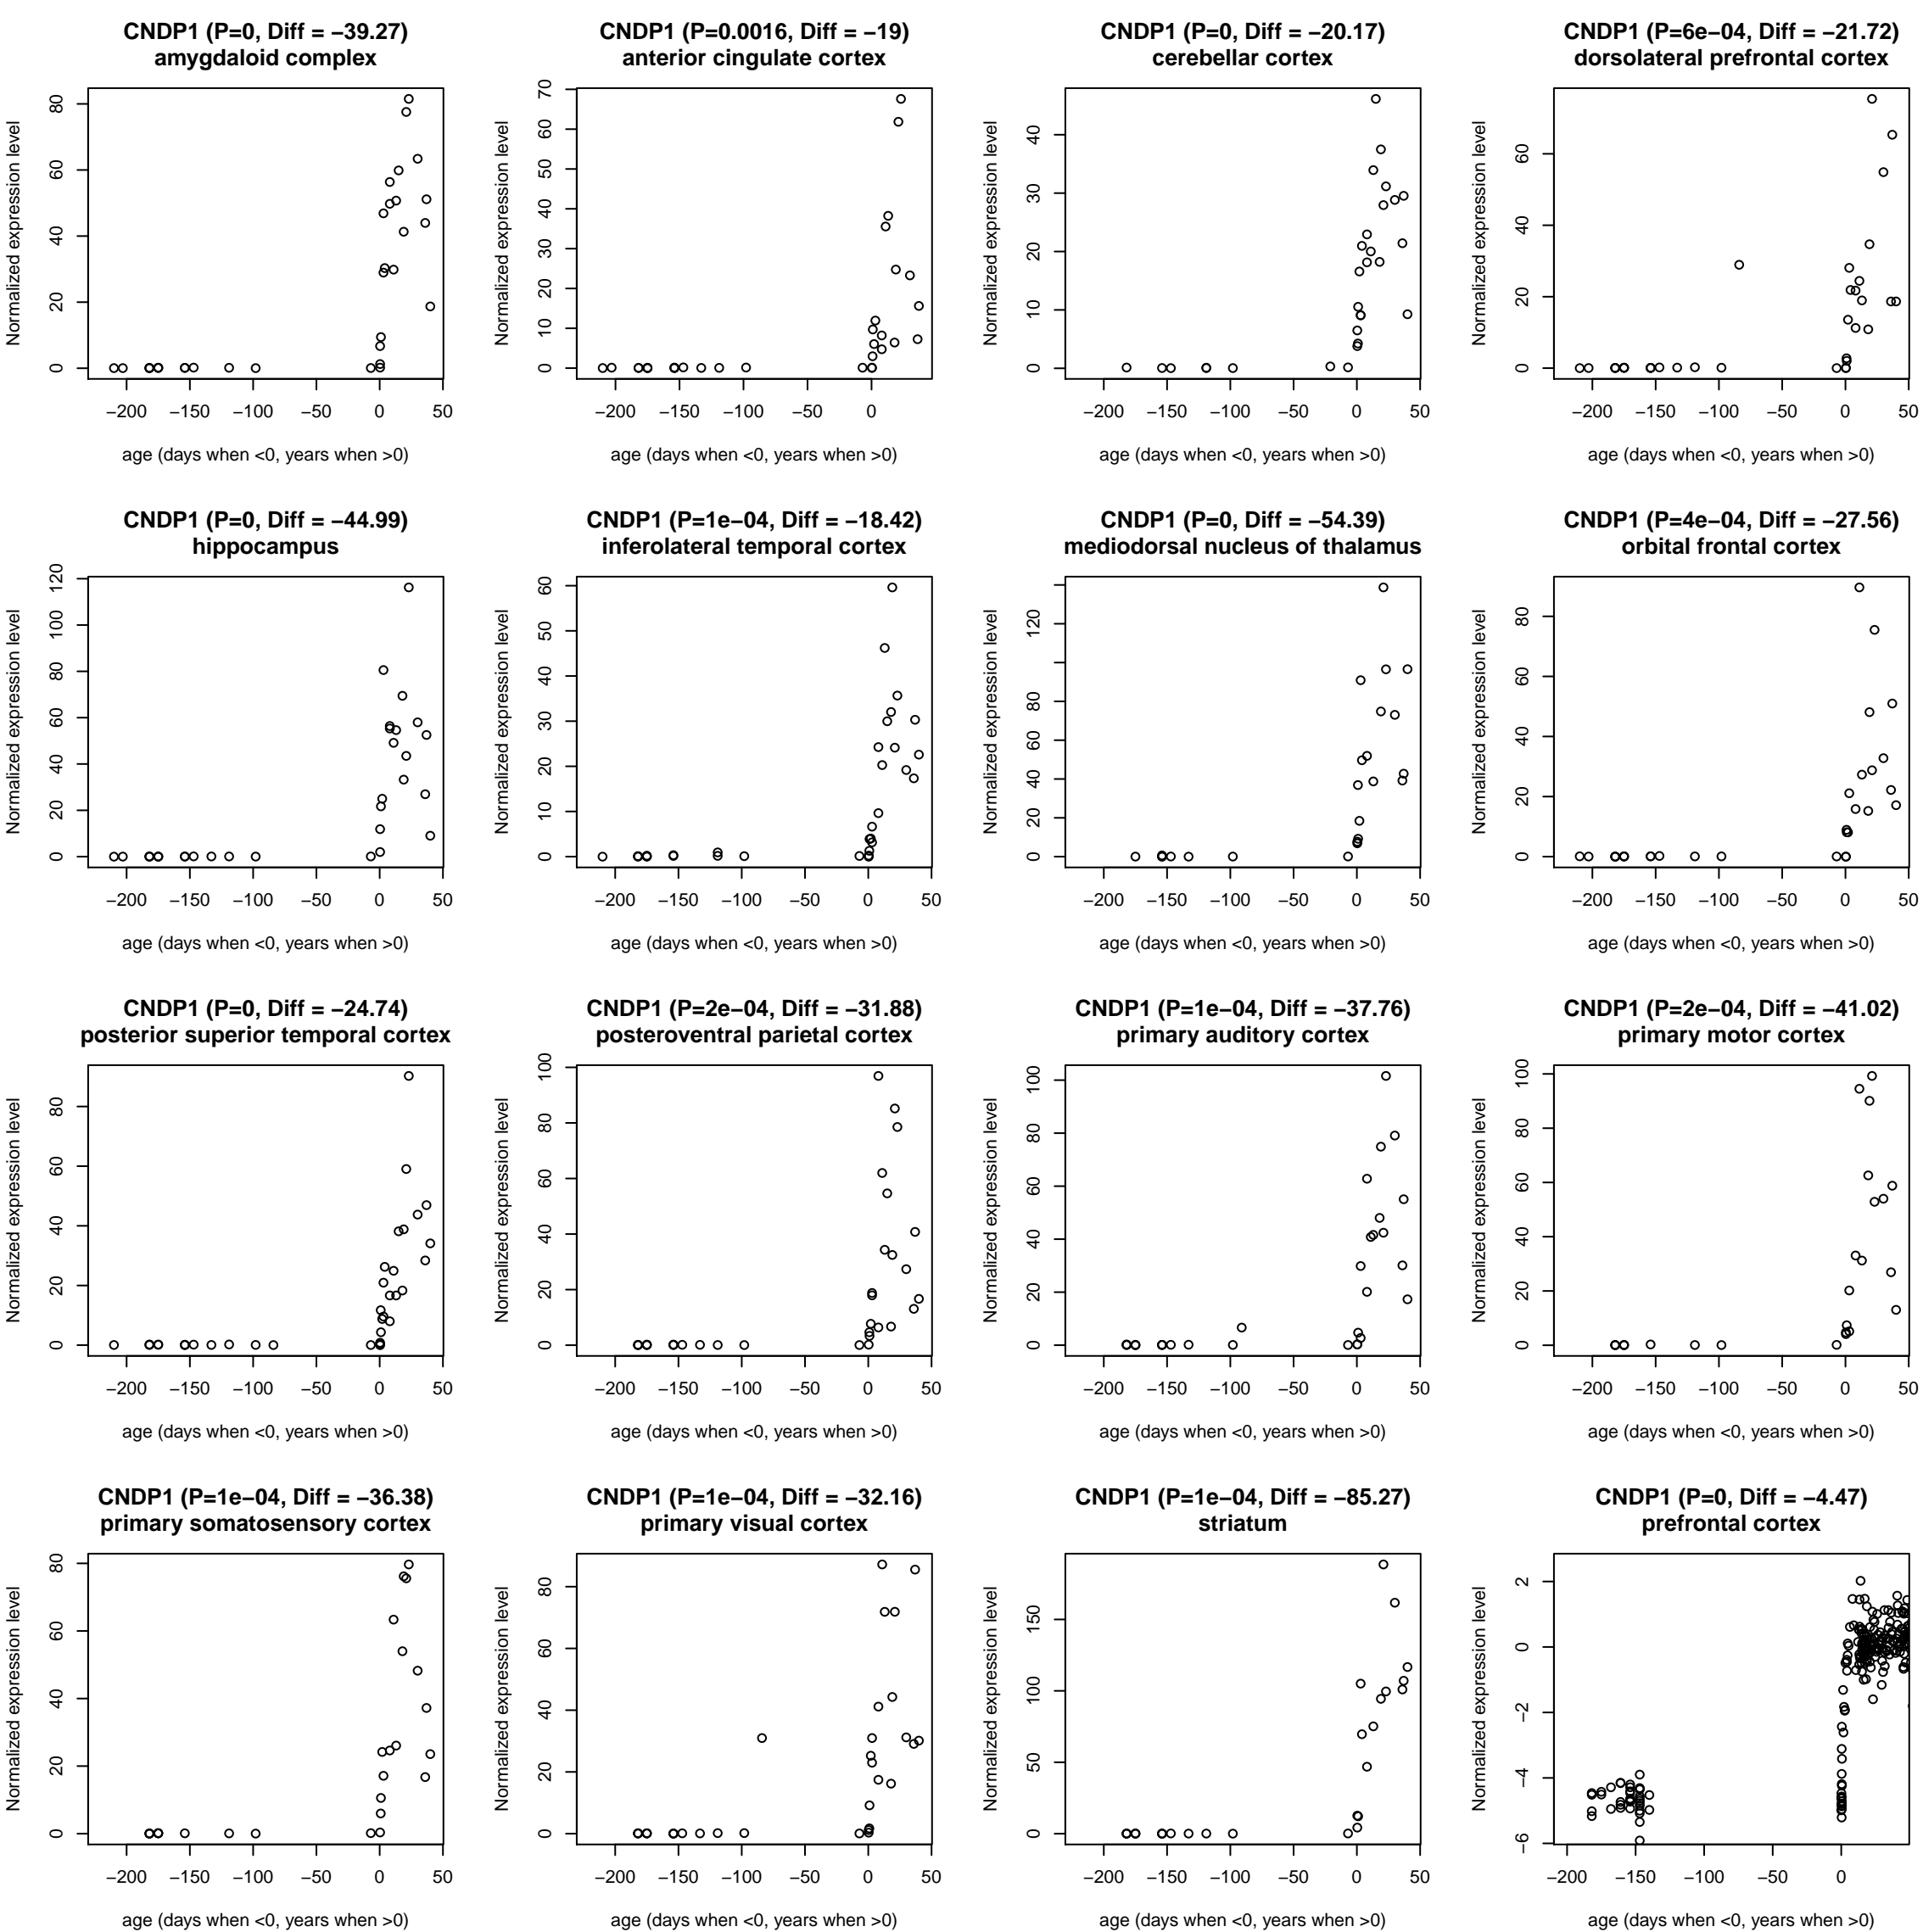 CNDP1 (P=0, Diff = −39.27)
amygdaloid complex
Normalized expression level
0 20 40 60 80
−200 −150 −100 −50 0 50
age (days when <0, years when >0)
CNDP1 (P=0.0016, Diff = −19)
anterior cingulate cortex
Normalized expression level
0 10 20 30 40 50 60 70
−200 −150 −100 −50 0
age (days when <0, years when >0)
CNDP1 (P=0, Diff = −20.17)
cerebellar cortex
Normalized expression level
0 10 20 30 40
−200 −150 −100 −50 0 50
age (days when <0, years when >0)
CNDP1 (P=6e−04, Diff = −21.72)
dorsolateral prefrontal cortex
Normalized expression level
0 20 40 60
−200 −150 −100 −50 0 50
age (days when <0, years when >0)
CNDP1 (P=0, Diff = −44.99)
hippocampus
Normalized expression level
0 20 40 60 80 100 120
−200 −150 −100 −50 0 50
age (days when <0, years when >0)
CNDP1 (P=1e−04, Diff = −18.42)
inferolateral temporal cortex
Normalized expression level
0 10 20 30 40 50 60
−200 −150 −100 −50 0 50
age (days when <0, years when >0)
CNDP1 (P=0, Diff = −54.39)
mediodorsal nucleus of thalamus
Normalized expression level
0 20 40 60 80 120
−200 −150 −100 −50 0 50
age (days when <0, years when >0)
CNDP1 (P=4e−04, Diff = −27.56)
orbital frontal cortex
Normalized expression level
0 20 40 60 80
−200 −150 −100 −50 0 50
age (days when <0, years when >0)
CNDP1 (P=0, Diff = −24.74)
posterior superior temporal cortex
Normalized expression level
0 20 40 60 80
−200 −150 −100 −50 0 50
age (days when <0, years when >0)
CNDP1 (P=2e−04, Diff = −31.88)
posteroventral parietal cortex
Normalized expression level
0 20 40 60 80 100
−200 −150 −100 −50 0 50
age (days when <0, years when >0)
CNDP1 (P=1e−04, Diff = −37.76)
primary auditory cortex
Normalized expression level
0 20 40 60 80 100
−200 −150 −100 −50 0 50
age (days when <0, years when >0)
CNDP1 (P=2e−04, Diff = −41.02)
primary motor cortex
Normalized expression level
0 20 40 60 80 100
−200 −150 −100 −50 0 50
age (days when <0, years when >0)
CNDP1 (P=1e−04, Diff = −36.38)
primary somatosensory cortex
Normalized expression level
0 20 40 60 80
−200 −150 −100 −50 0 50
age (days when <0, years when >0)
CNDP1 (P=1e−04, Diff = −32.16)
primary visual cortex
Normalized expression level
0 20 40 60 80
−200 −150 −100 −50 0 50
age (days when <0, years when >0)
CNDP1 (P=1e−04, Diff = −85.27)
striatum
Normalized expression level
0 50 100 150
−200 −150 −100 −50 0 50
age (days when <0, years when >0)
CNDP1 (P=0, Diff = −4.47)
prefrontal cortex
Normalized expression level
−6 −4 −2 0 2
−200 −150 −100 −50 0
age (days when <0, years when >0)